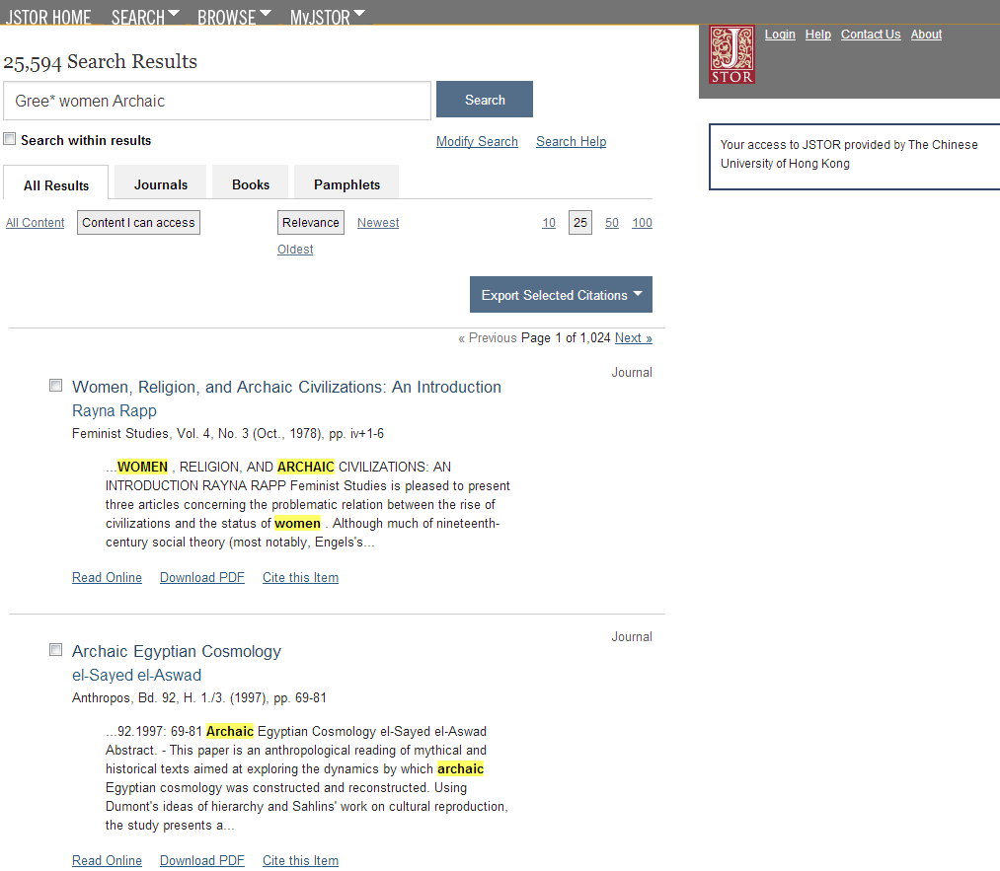 JSTOR HOME SEARCH BROWSE MyJSTOR
Login Help Contact Us About
JSTOR
25,594 Search Results
Gree* women Archaic Search
Search within results Modify Search Search Help
Your access to JSTOR provided by The Chinese
University of Hong Kong
All Results Journals Books Pamphlets
All Content Content I can access Relevance Newest 10 25 50 100
Oldest
Export Selected Citations
« Previous Page 1 of 1,024 Next »
Journal
Women, Religion, and Archaic Civilizations: An Introduction
Rayna Rapp
Feminist Studies, Vol. 4, No. 3 (Oct., 1978), pp. iv+1-6
...WOMEN , RELIGION, AND ARCHAIC CIVILIZATIONS: AN
INTRODUCTION RAYNA RAPP Feminist Studies is pleased to present
three articles concerning the problematic relation between the rise of
civilizations and the status of women . Although much of nineteenth-
century social theory (most notably, Engels's...
Read Online Download PDF Cite this Item
Journal
Archaic Egyptian Cosmology
el-Sayed el-Aswad
Anthropos, Bd. 92, H. 1./3. (1997), pp. 69-81
...92.1997: 69-81 Archaic Egyptian Cosmology el-Sayed el-Aswad
Abstract. - This paper is an anthropological reading of mythical and
historical texts aimed at exploring the dynamics by which archaic
Egyptian cosmology was constructed and reconstructed. Using
Dumont's ideas of hierarchy and Sahlins' work on cultural reproduction,
the study presents a...
Read Online Download PDF Cite this Item